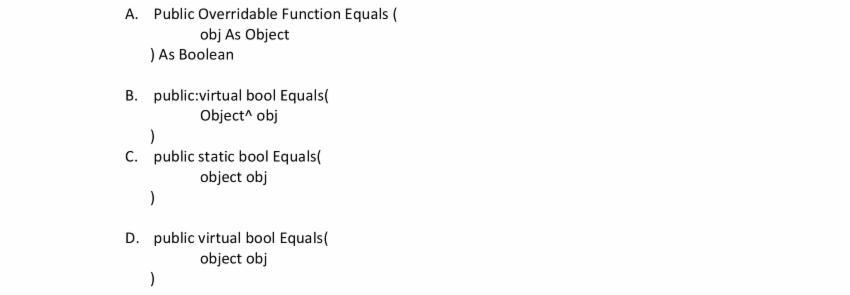 A. Public Overridable Function Equals (
obj As Object
) As Boolean
B. public:virtual bool Equals(
Object^ obj
)
C. public static bool Equals(
object obj
)
D. public virtual bool Equals(
object obj
)